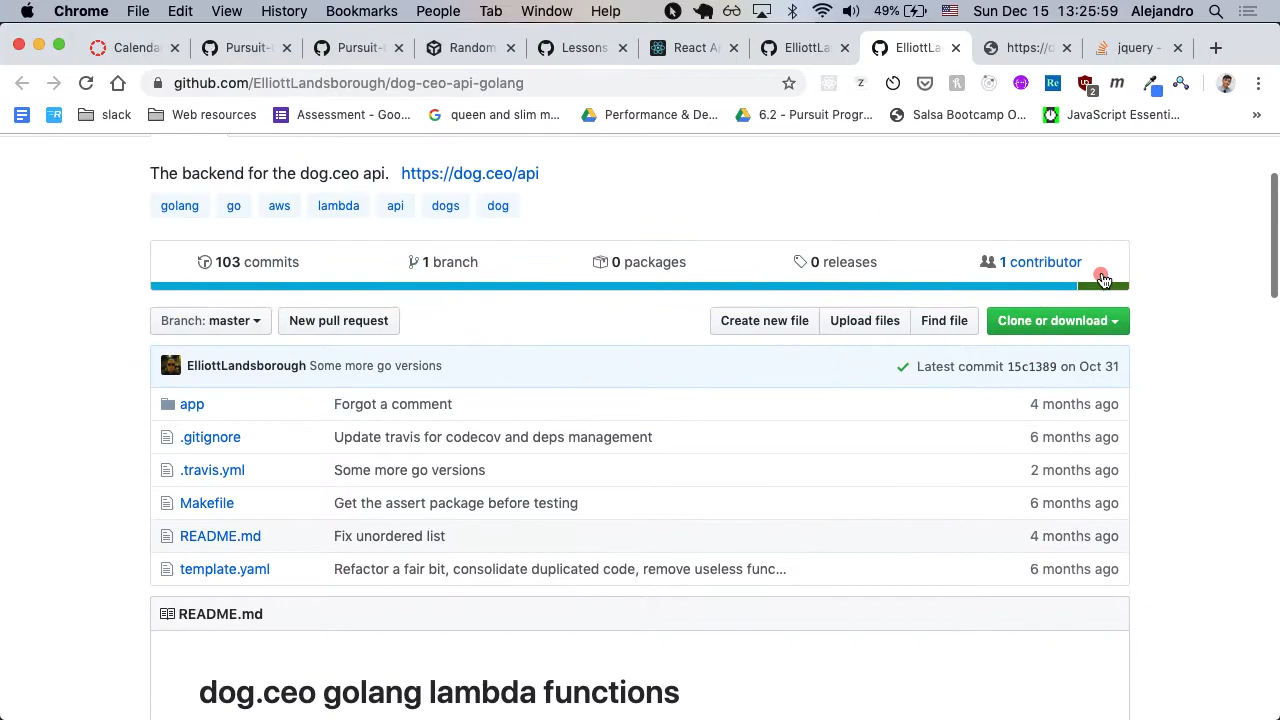 Chrome File Edit View History Bookmarks People Tab Window Help 49% Sun Dec 15 13:25:59 Alejandro
Calenda Pursuit- Pursuit- Random Lessons React A ElliottLa ElliottLa https://d jquery -
github.com/ElliottLandsborough/dog-ceo-api-golang
slack Web resources Assessment - Goo... queen and slim m... Performance & De... 6.2 - Pursuit Progr... Salsa Bootcamp O... JavaScript Essenti... »
The backend for the dog.ceo api. https://dog.ceo/api
golang go aws lambda api dogs dog
103 commits 1 branch 0 packages 0 releases 1 contributor
Branch: master New pull request Create new file Upload files Find file Clone or download
ElliottLandsborough Some more go versions Latest commit 15c1389 on Oct 31
app Forgot a comment 4 months ago
.gitignore Update travis for codecov and deps management 6 months ago
.travis.yml Some more go versions 2 months ago
Makefile Get the assert package before testing 6 months ago
README.md Fix unordered list 4 months ago
template.yaml Refactor a fair bit, consolidate duplicated code, remove useless func... 6 months ago
README.md
dog.ceo golang lambda functions